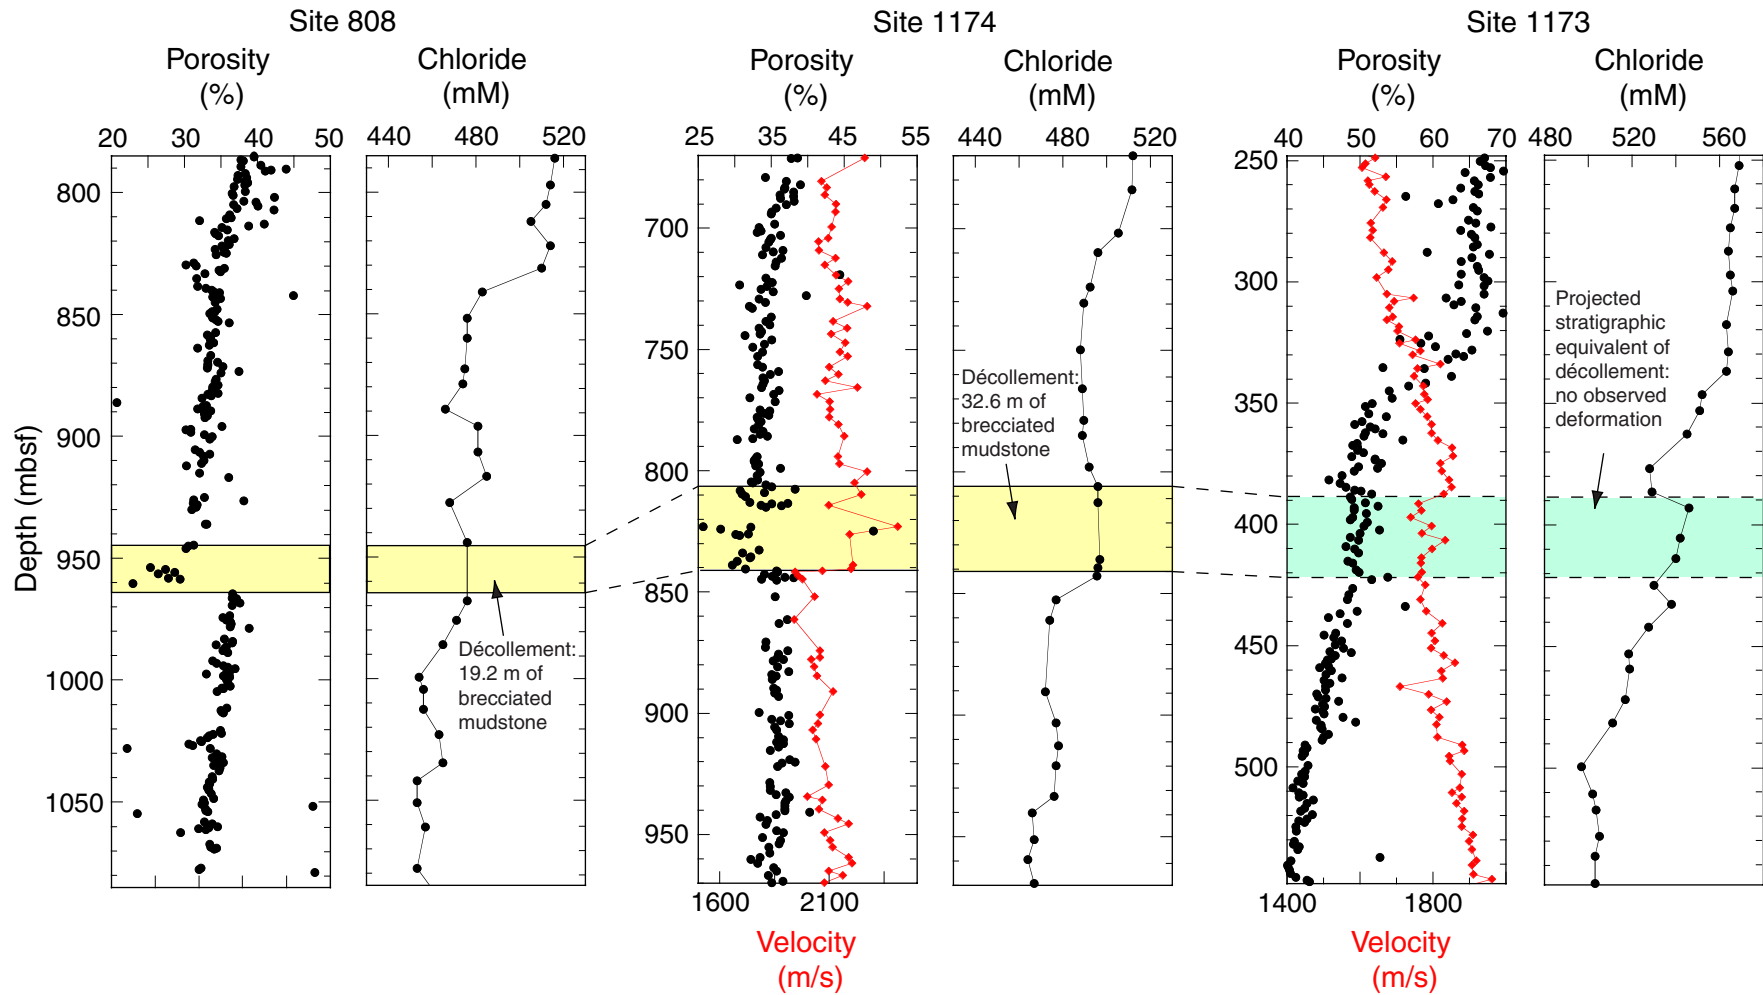 Site 808
Site 1174
Site 1173
Porosity
(%)
Chloride
(mM)
Porosity
(%)
Chloride
(mM)
Porosity
(%)
Chloride
(mM)
20 30 40 50
440 480 520
25 35 45 55
440 480 520
40 50 60 70
480 520 560
Depth (mbsf)
800
850
900
950
1000
1050
Décollement:
19.2 m of
brecciated
mudstone
700
750
800
850
900
950
Décollement:
32.6 m of
brecciated
mudstone
250
300
350
400
450
500
Projected
stratigraphic
equivalent of
décollement:
no observed
deformation
1600 2100
Velocity
(m/s)
1400 1800
Velocity
(m/s)